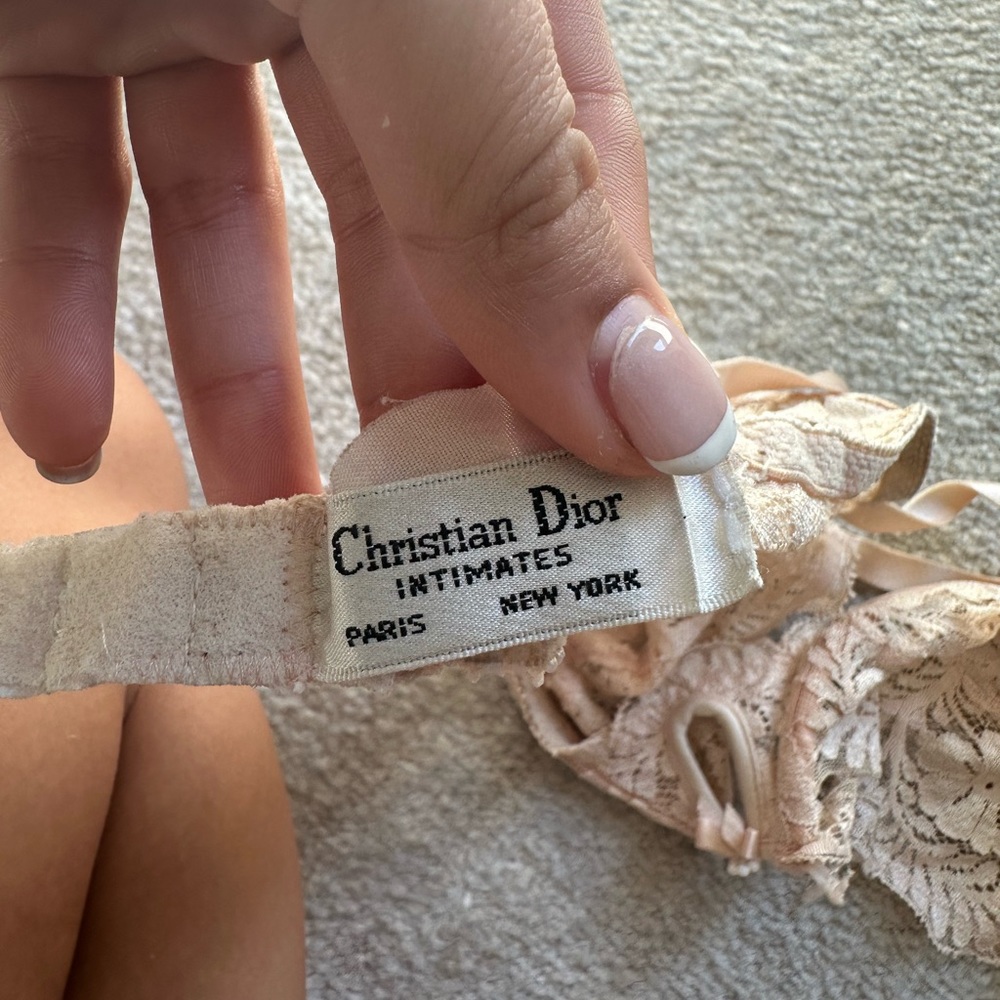 Christian Dior
INTIMATES
PARIS NEW YORK